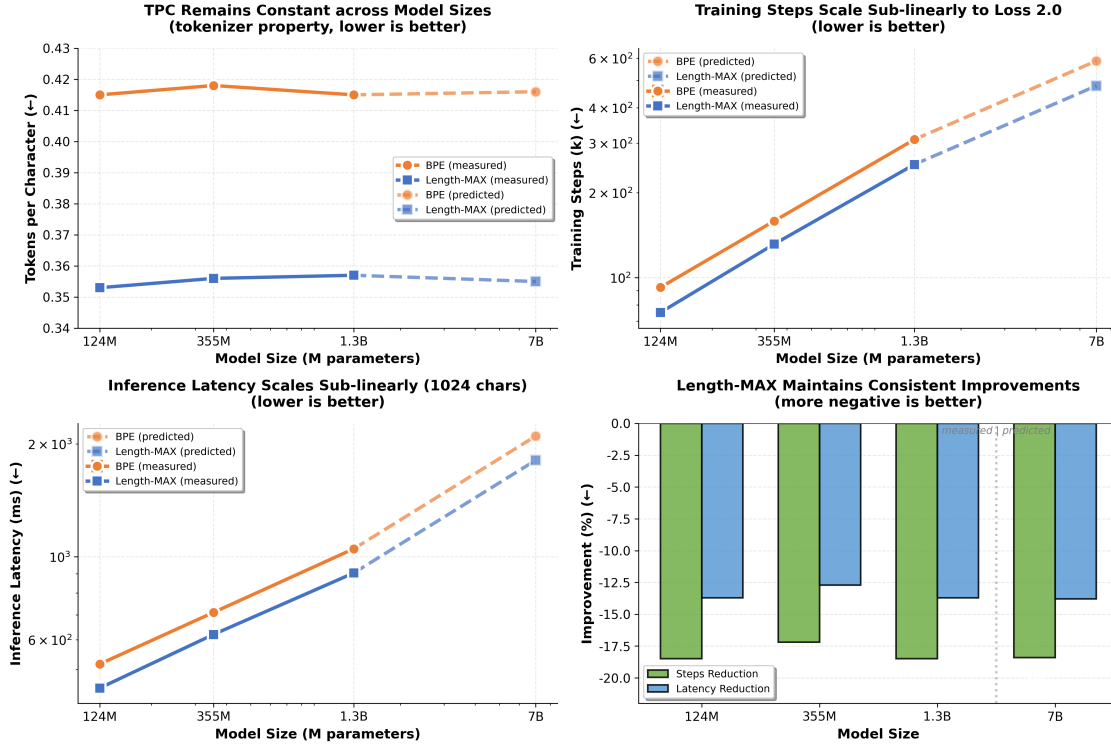 TPC Remains Constant across Model Sizes
(tokenizer property, lower is better)
0.43
0.42
0.41
0.40
0.39
0.38
0.37
0.36
0.35
0.34
Tokens per Character (←)
BPE (measured)
Length-MAX (measured)
BPE (predicted)
Length-MAX (predicted)
124M 355M 1.3B 7B
Model Size (M parameters)
Training Steps Scale Sub-linearly to Loss 2.0
(lower is better)
6 × 10²
4 × 10²
3 × 10²
2 × 10²
10²
Training Steps (k) (←)
BPE (predicted)
Length-MAX (predicted)
BPE (measured)
Length-MAX (measured)
124M 355M 1.3B 7B
Model Size (M parameters)
Inference Latency Scales Sub-linearly (1024 chars)
(lower is better)
2 × 10³
10³
6 × 10²
Inference Latency (ms) (←)
BPE (predicted)
Length-MAX (predicted)
BPE (measured)
Length-MAX (measured)
124M 355M 1.3B 7B
Model Size (M parameters)
Length-MAX Maintains Consistent Improvements
(more negative is better)
0.0
-2.5
-5.0
-7.5
-10.0
-12.5
-15.0
-17.5
-20.0
Improvement (%) (←)
measured | predicted
Steps Reduction
Latency Reduction
124M 355M 1.3B 7B
Model Size